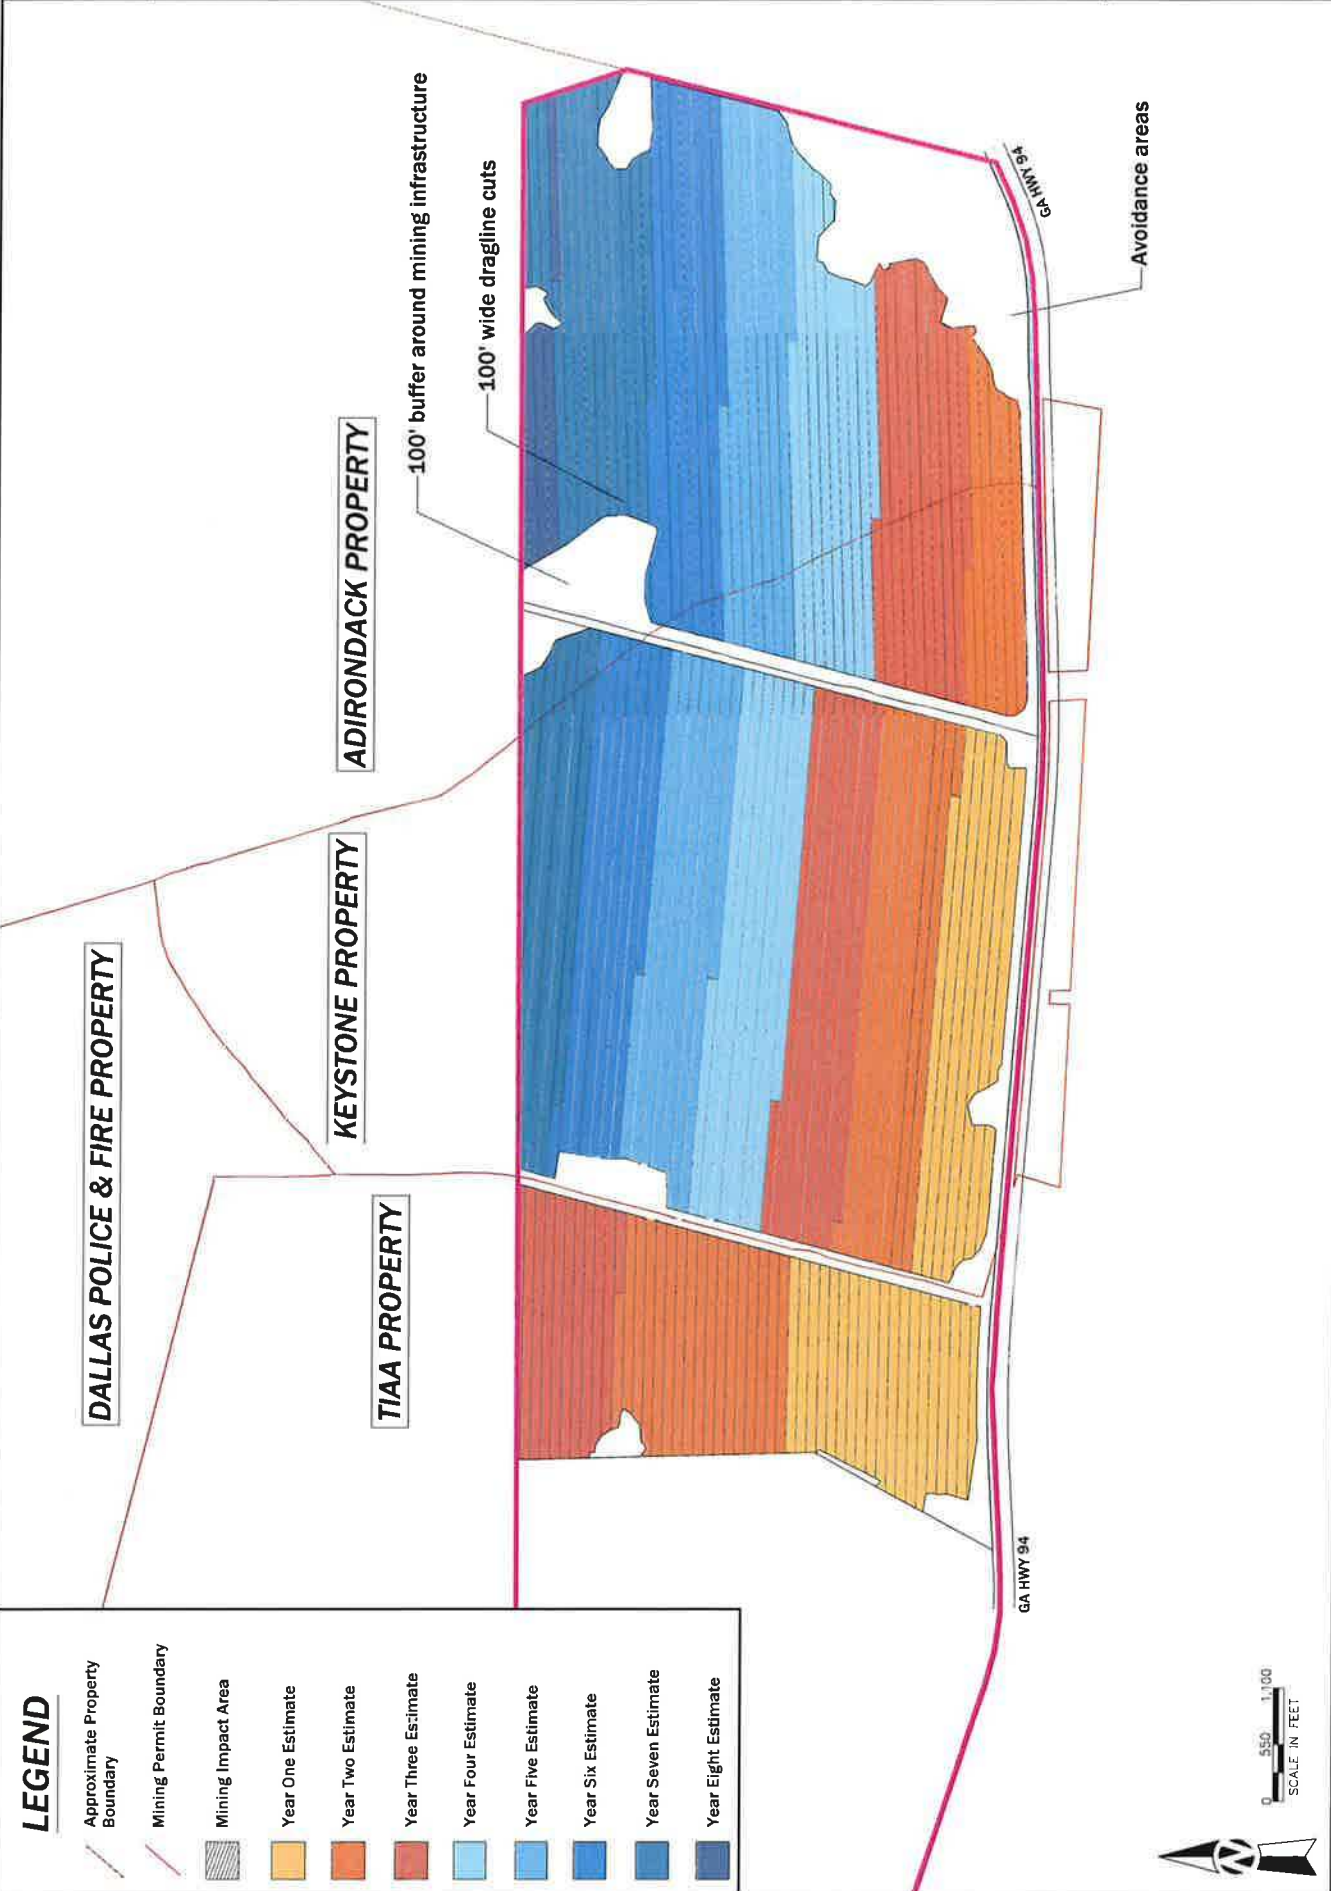 LEGEND
Approximate Property
Boundary
Mining Permit Boundary
Mining Impact Area
Year One Estimate
Year Two Estimate
Year Three Estimate
Year Four Estimate
Year Five Estimate
Year Six Estimate
Year Seven Estimate
Year Eight Estimate
DALLAS POLICE & FIRE PROPERTY
KEYSTONE PROPERTY
TIAA PROPERTY
ADIRONDACK PROPERTY
100' buffer around mining infrastructure
100' wide dragline cuts
Avoidance areas
GA HWY 94
GA HWY 94
N
0 550 1,100
SCALE IN FEET